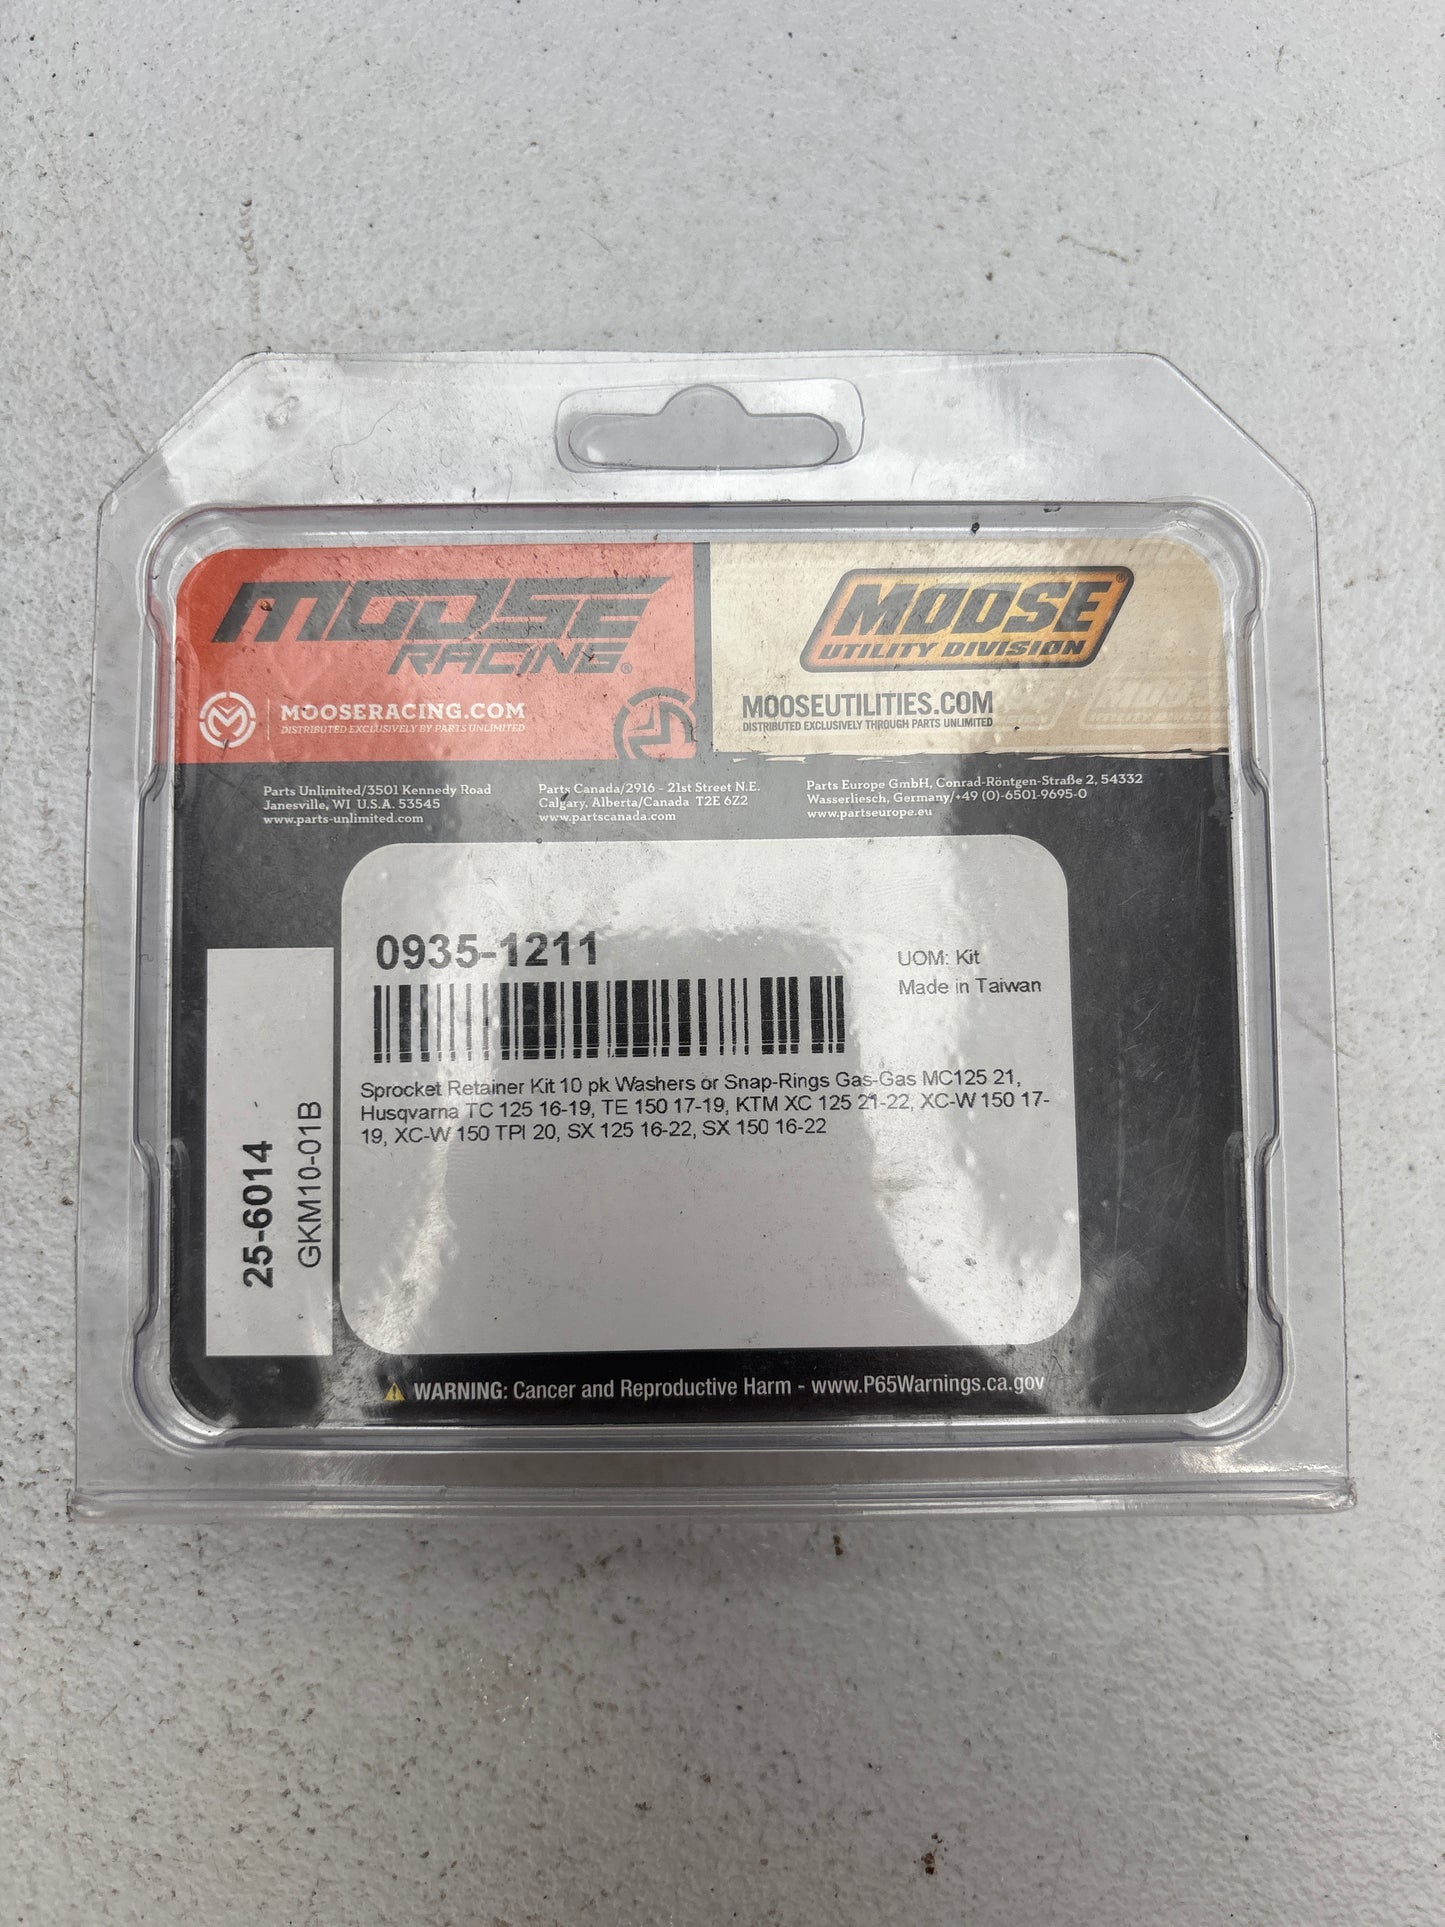 MOOSE
RACING®
MOOSERACING.COM
DISTRIBUTED EXCLUSIVELY BY PARTS UNLIMITED
MOOSE®
UTILITY DIVISION
MOOSEUTILITIES.COM
DISTRIBUTED EXCLUSIVELY THROUGH PARTS UNLIMITED
Parts Unlimited/3501 Kennedy Road
Janesville, WI U.S.A. 53545
www.parts-unlimited.com
Parts Canada/2916 - 21st Street N.E.
Calgary, Alberta/Canada T2E 6Z2
www.partscanada.com
Parts Europe GmbH, Conrad-Röntgen-Straße 2, 54332
Wasserliesch, Germany/+49 (0)-6501-9695-0
www.partseurope.eu
0935-1211
UOM: Kit
Made in Taiwan
Sprocket Retainer Kit 10 pk Washers or Snap-Rings Gas-Gas MC125 21,
Husqvarna TC 125 16-19, TE 150 17-19, KTM XC 125 21-22, XC-W 150 17-
19, XC-W 150 TPI 20, SX 125 16-22, SX 150 16-22
25-6014
GKM10-01B
WARNING: Cancer and Reproductive Harm - www.P65Warnings.ca.gov